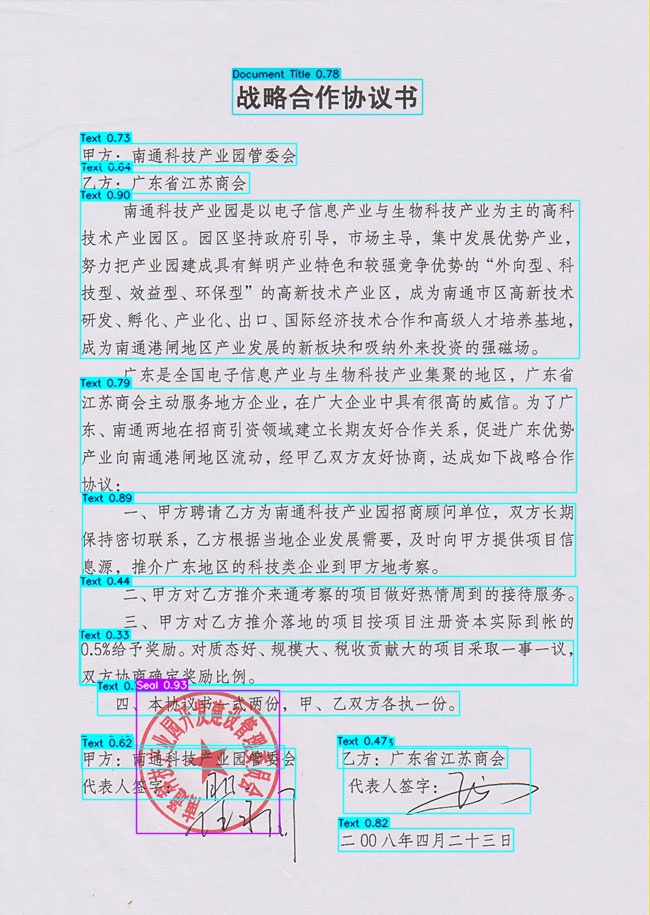 Document Title 0.78
战略合作协议书
Text 0.73
甲方：南通科技产业园管委会
Text 0.64
乙方：广东省江苏商会
Text 0.90
南通科技产业园是以电子信息产业与生物科技产业为主的高科
技术产业园区。园区坚持政府引导，市场主导，集中发展优势产业，
努力把产业园建成具有鲜明产业特色和较强竞争优势的“外向型、科
技型、效益型、环保型”的高新技术产业区，成为南通市区高新技术
研发、孵化、产业化、出口、国际经济技术合作和高级人才培养基地，
成为南通港闸地区产业发展的新板块和吸纳外来投资的强磁场。
广东是全国电子信息产业与生物科技产业集聚的地区，广东省
Text 0.79
江苏商会主动服务地方企业，在广大企业中具有很高的威信。为了广
东、南通两地在招商引资领域建立长期友好合作关系，促进广东优势
产业向南通港闸地区流动，经甲乙双方友好协商，达成如下战略合作
协议：
Text 0.89
一、甲方聘请乙方为南通科技产业园招商顾问单位，双方长期
保持密切联系，乙方根据当地企业发展需要，及时向甲方提供项目信
息源，推介广东地区的科技类企业到甲方地考察。
Text 0.44
二、甲方对乙方推介来通考察的项目做好热情周到的接待服务。
三、甲方对乙方推介落地的项目按项目注册资本实际到帐的
Text 0.33
0.5%给予奖励。对质态好、规模大、税收贡献大的项目采取一事一议，
双方协商确定奖励比例。
Text 0.
Seal 0.93
四、本协议书一式两份，甲、乙双方各执一份。
Text 0.62
甲方：南通科技产业园管委会
代表人签字：
业园开发建设管理委员会
Text 0.47
乙方：广东省江苏商会
代表人签字：
Text 0.82
二00八年四月二十三日